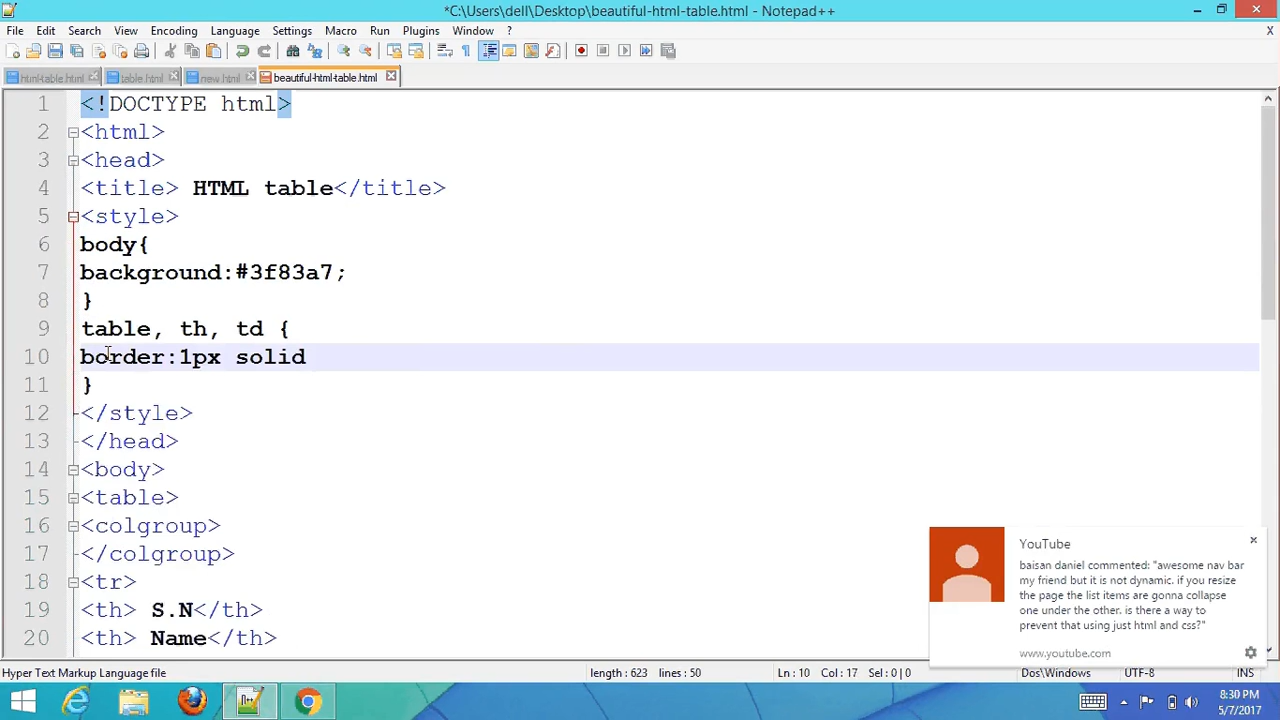 *C:\Users\dell\Desktop\beautiful-html-table.html - Notepad++
File Edit Search View Encoding Language Settings Macro Run Plugins Window ? X
html-table.html table.html new.html beautiful-html-table.html
1 <!DOCTYPE html>
2 <html>
3 <head>
4 <title> HTML table</title>
5 <style>
6 body{
7 background:#3f83a7;
8 }
9 table, th, td {
10 border:1px solid
11 }
12 </style>
13 </head>
14 <body>
15 <table>
16 <colgroup>
17 </colgroup>
18 <tr>
19 <th> S.N</th>
20 <th> Name</th>
YouTube
baisan daniel commented: "awesome nav bar
my friend but it is not dynamic. if you resize
the page the list items are gonna collapse
one under the other. is there a way to
prevent that using just html and css?"
www.youtube.com
Hyper Text Markup Language file length : 623 lines : 50 Ln : 10 Col : 17 Sel : 0 | 0 Dos\Windows UTF-8 INS
8:30 PM
5/7/2017